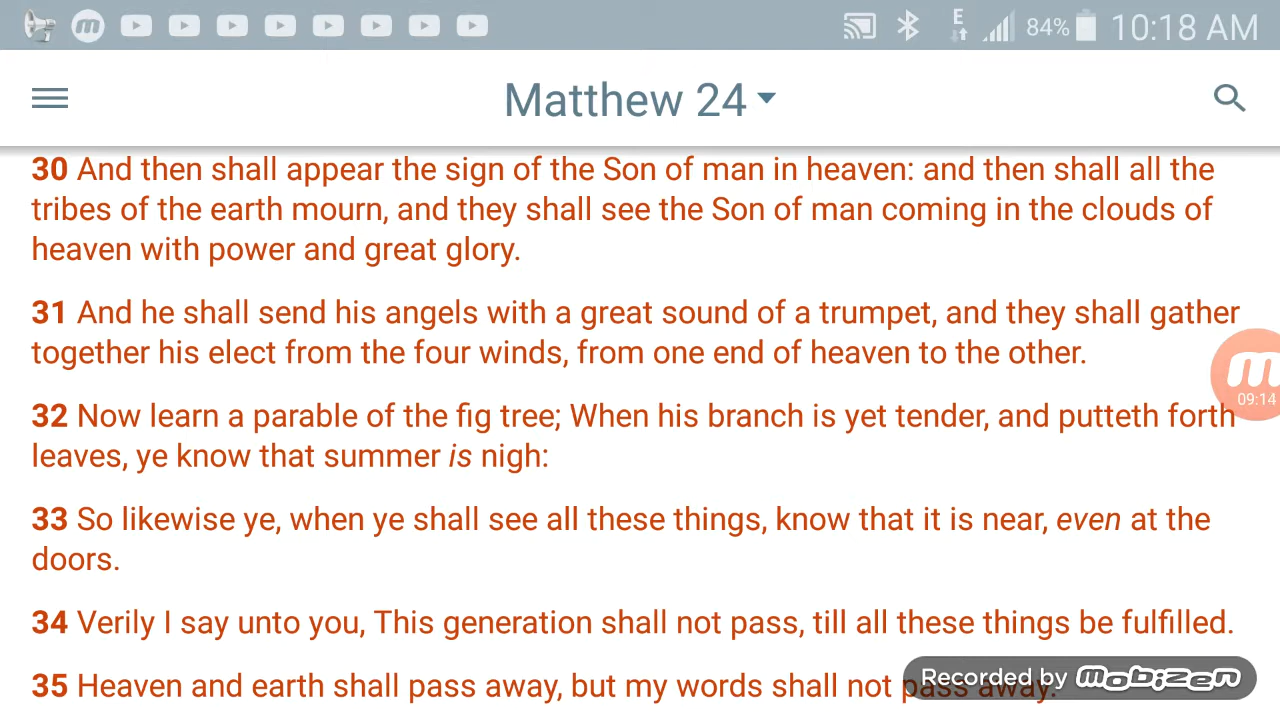 E 84% 10:18 AM
Matthew 24
30 And then shall appear the sign of the Son of man in heaven: and then shall all the
tribes of the earth mourn, and they shall see the Son of man coming in the clouds of
heaven with power and great glory.
31 And he shall send his angels with a great sound of a trumpet, and they shall gather
together his elect from the four winds, from one end of heaven to the other.
m
09:14
32 Now learn a parable of the fig tree; When his branch is yet tender, and putteth forth
leaves, ye know that summer is nigh:
33 So likewise ye, when ye shall see all these things, know that it is near, even at the
doors.
34 Verily I say unto you, This generation shall not pass, till all these things be fulfilled.
35 Heaven and earth shall pass away, but my words shall not pass away.
Recorded by mobizen